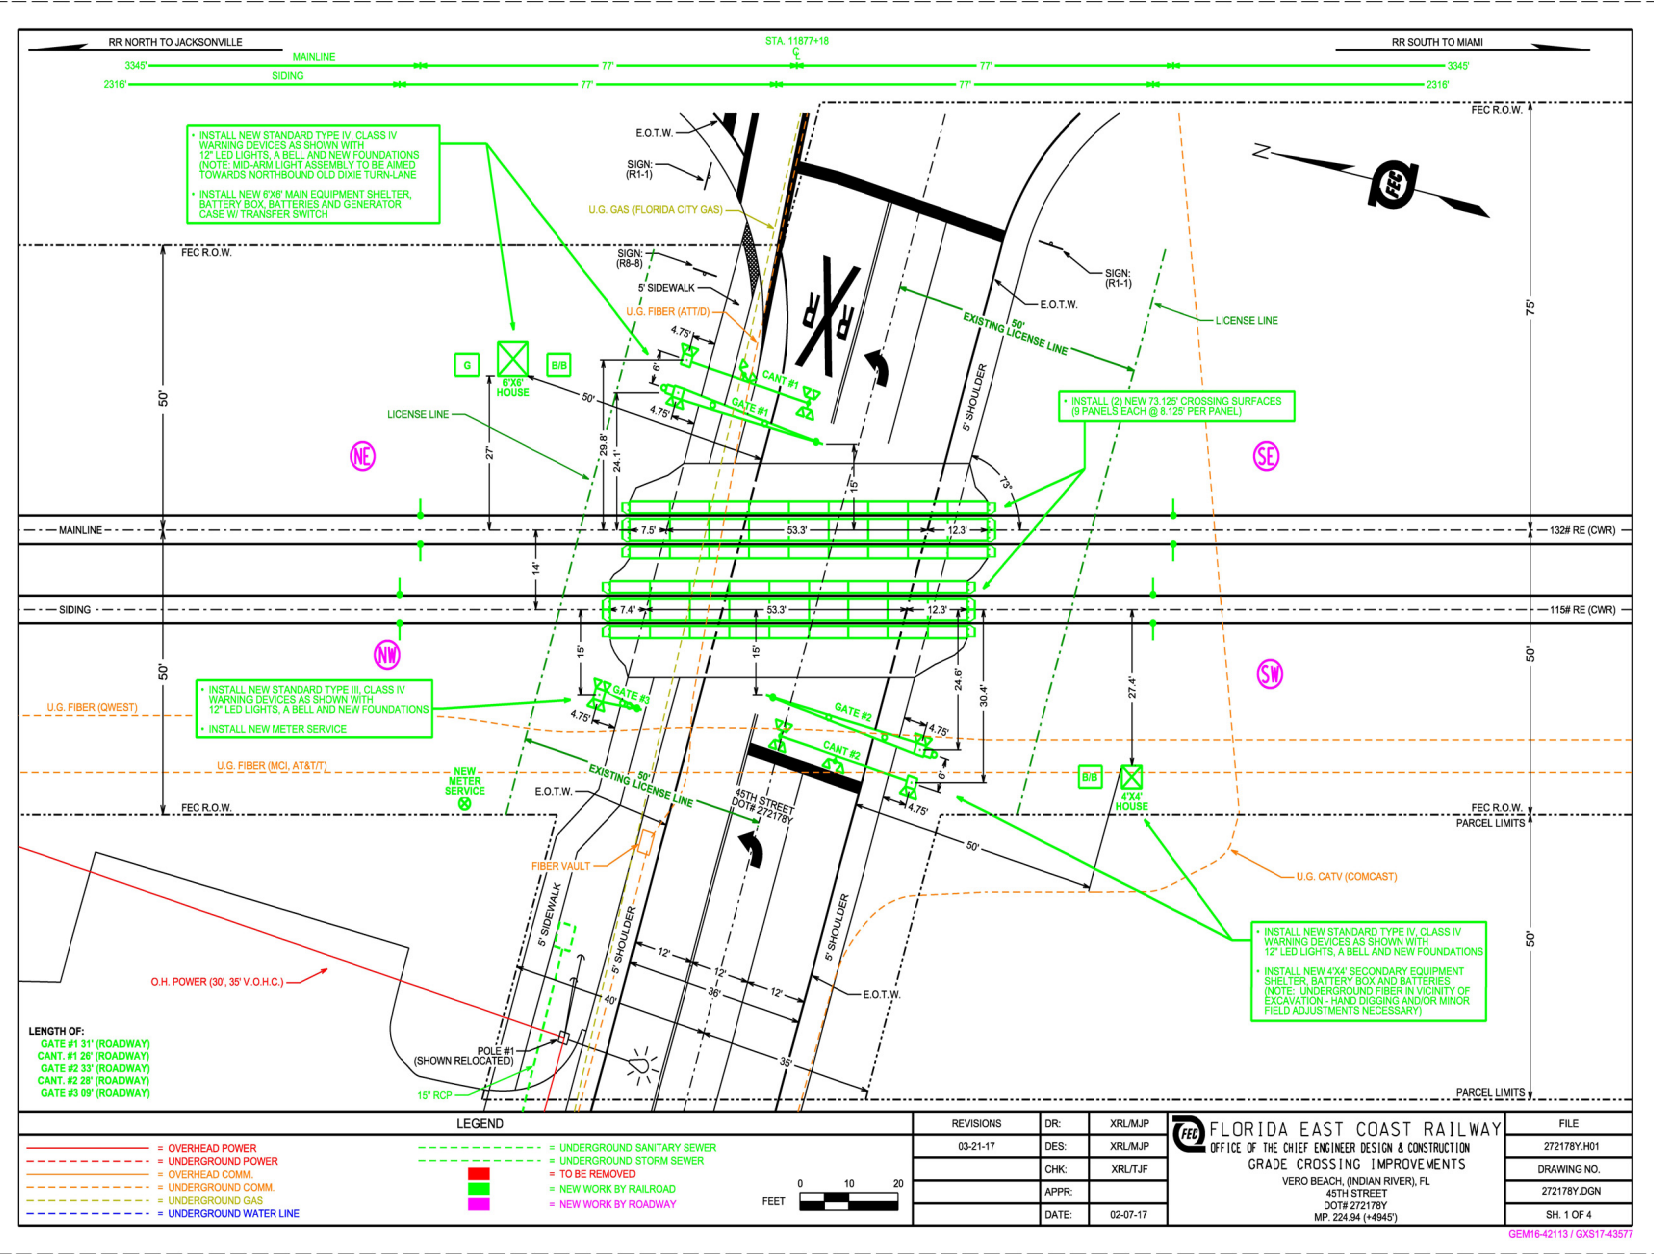 RR NORTH TO JACKSONVILLE
STA. 11877+18
RR SOUTH TO MIAMI
MAINLINE
3345' 77' 77' 3345'
SIDING
2316' 77' 77' 2316'
FEC R.O.W.
• INSTALL NEW STANDARD TYPE IV, CLASS IV
WARNING DEVICES AS SHOWN WITH
12" LED LIGHTS, A BELL AND NEW FOUNDATIONS
(NOTE: MID-ARM LIGHT ASSEMBLY TO BE AIMED
TOWARDS NORTHBOUND OLD DIXIE TURN-LANE
• INSTALL NEW 6'X6' MAIN EQUIPMENT SHELTER,
BATTERY BOX, BATTERIES AND GENERATOR
CASE W/ TRANSFER SWITCH
E.O.T.W.
SIGN:
(R1-1)
U.G. GAS (FLORIDA CITY GAS)
N
FEC
FEC R.O.W.
SIGN:
(R8-8)
5' SIDEWALK
U.G. FIBER (ATT/D)
SIGN:
(R1-1)
E.O.T.W.
LICENSE LINE
50'
EXISTING LICENSE LINE
75'
R R
4.75'
6'
CANT #1
GATE #1
4.75'
G
B/B
6'X6'
HOUSE
50'
50'
LICENSE LINE
27'
29.8'
24.1'
5' SHOULDER
• INSTALL (2) NEW 73.125' CROSSING SURFACES
(9 PANELS EACH @ 8.125' PER PANEL)
NE
SE
15'
73°
MAINLINE
7.5' 53.3' 12.3
132# RE (CWR)
14'
SIDING
7.4' 53.3' 12.3'
115# RE (CWR)
NW
SW
50'
15'
15'
24.6'
30.4'
27.4'
50'
• INSTALL NEW STANDARD TYPE III, CLASS IV
WARNING DEVICES AS SHOWN WITH
12" LED LIGHTS, A BELL AND NEW FOUNDATIONS
• INSTALL NEW METER SERVICE
GATE #3
4.75'
U.G. FIBER (QWEST)
GATE #2
4.75'
CANT #2
6'
4.75'
U.G. FIBER (MCI, AT&T/T)
NEW
METER
SERVICE
50'
EXISTING LICENSE LINE
E.O.T.W.
45TH STREET
DOT# 272178Y
B/B
4'X4'
HOUSE
FEC R.O.W.
FEC R.O.W.
PARCEL LIMITS
50'
FIBER VAULT
U.G. CATV (COMCAST)
5' SIDEWALK
5' SHOULDER
5' SHOULDER
50'
• INSTALL NEW STANDARD TYPE IV, CLASS IV
WARNING DEVICES AS SHOWN WITH
12" LED LIGHTS, A BELL AND NEW FOUNDATIONS
• INSTALL NEW 4'X4' SECONDARY EQUIPMENT
SHELTER, BATTERY BOX AND BATTERIES
(NOTE: UNDERGROUND FIBER IN VICINITY OF
EXCAVATION - HAND DIGGING AND/OR MINOR
FIELD ADJUSTMENTS NECESSARY)
12'
12'
12'
36'
40'
35'
E.O.T.W.
O.H. POWER (30', 35' V.O.H.C.)
POLE #1
(SHOWN RELOCATED)
15' RCP
LENGTH OF:
GATE #1 31' (ROADWAY)
CANT. #1 26' (ROADWAY)
GATE #2 33' (ROADWAY)
CANT. #2 28' (ROADWAY)
GATE #3 09' (ROADWAY)
PARCEL LIMITS
LEGEND
= OVERHEAD POWER
= UNDERGROUND POWER
= OVERHEAD COMM.
= UNDERGROUND COMM.
= UNDERGROUND GAS
= UNDERGROUND WATER LINE
= UNDERGROUND SANITARY SEWER
= UNDERGROUND STORM SEWER
= TO BE REMOVED
= NEW WORK BY RAILROAD
= NEW WORK BY ROADWAY
FEET 0 10 20
REVISIONS
03-21-17
DR: XRL/MJP
DES: XRL/MJP
CHK: XRL/TJF
APPR:
DATE: 02-07-17
FEC FLORIDA EAST COAST RAILWAY
OFFICE OF THE CHIEF ENGINEER DESIGN & CONSTRUCTION
GRADE CROSSING IMPROVEMENTS
VERO BEACH, (INDIAN RIVER), FL
45TH STREET
DOT# 272178Y
MP. 224.94 (+4945')
FILE
272178Y.H01
DRAWING NO.
272178Y.DGN
SH. 1 OF 4
GEM16-42113 / GXS17-43577